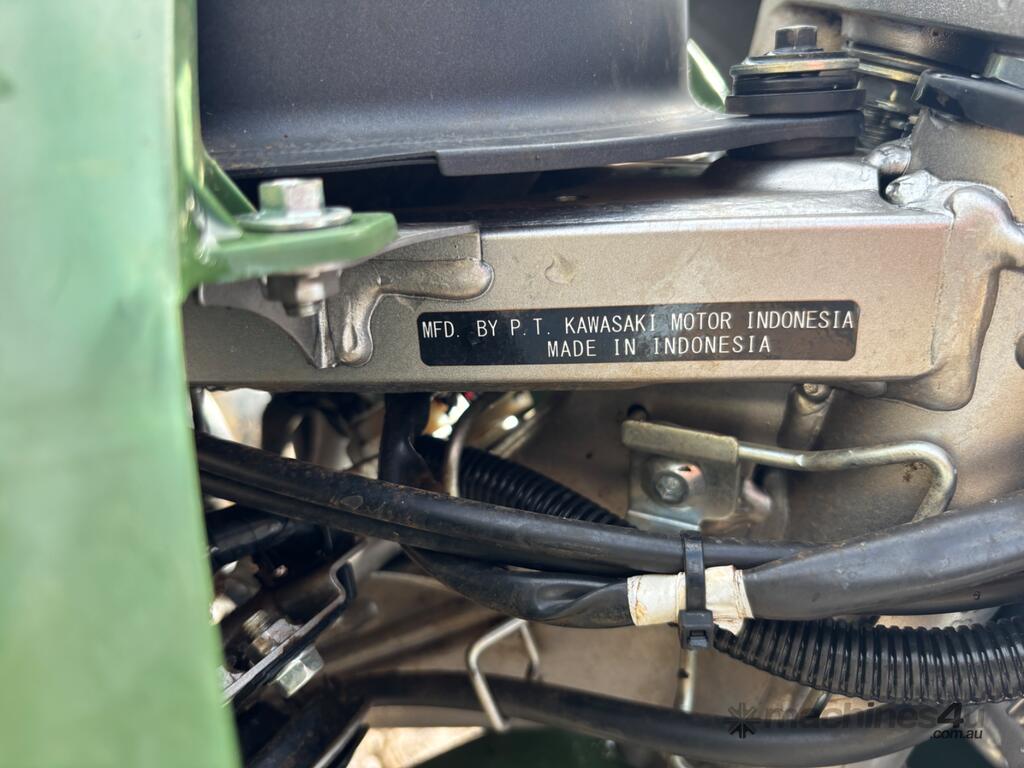 MFD. BY P.T. KAWASAKI MOTOR INDONESIA
MADE IN INDONESIA
machines4u
.com.au